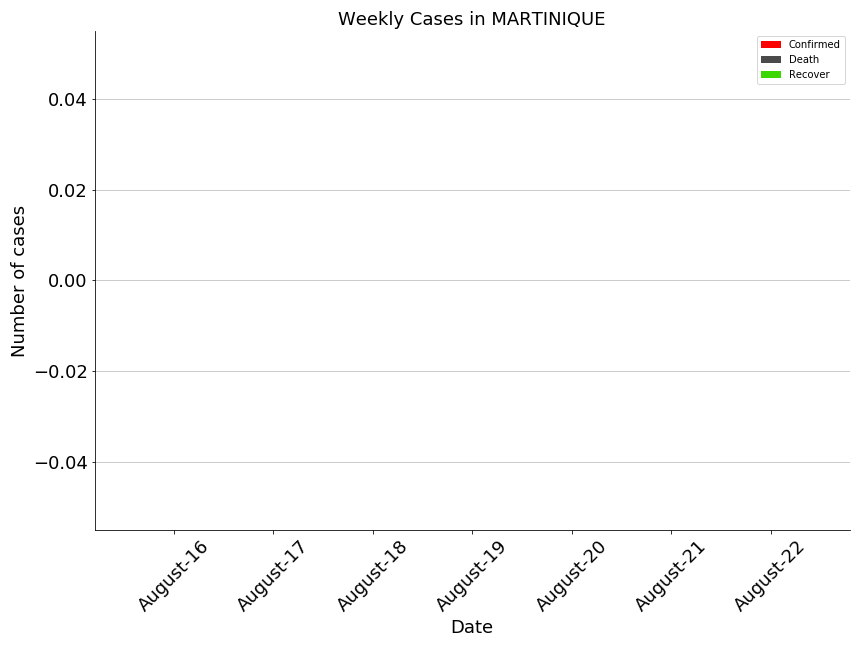 Weekly Cases in MARTINIQUE
Confirmed
Death
Recover
Number of cases
0.04
0.02
0.00
−0.02
−0.04
August-16
August-17
August-18
August-19
August-20
August-21
August-22
Date